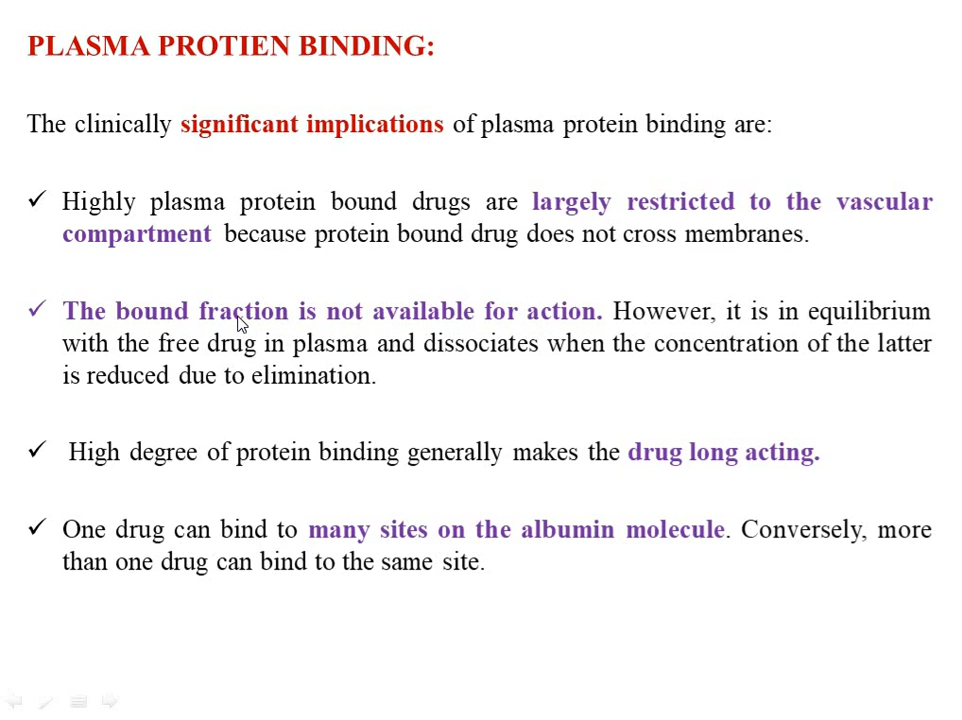 PLASMA PROTIEN BINDING:
The clinically significant implications of plasma protein binding are:
✓ Highly plasma protein bound drugs are largely restricted to the vascular
compartment because protein bound drug does not cross membranes.
✓ The bound fraction is not available for action. However, it is in equilibrium
with the free drug in plasma and dissociates when the concentration of the latter
is reduced due to elimination.
✓ High degree of protein binding generally makes the drug long acting.
✓ One drug can bind to many sites on the albumin molecule. Conversely, more
than one drug can bind to the same site.